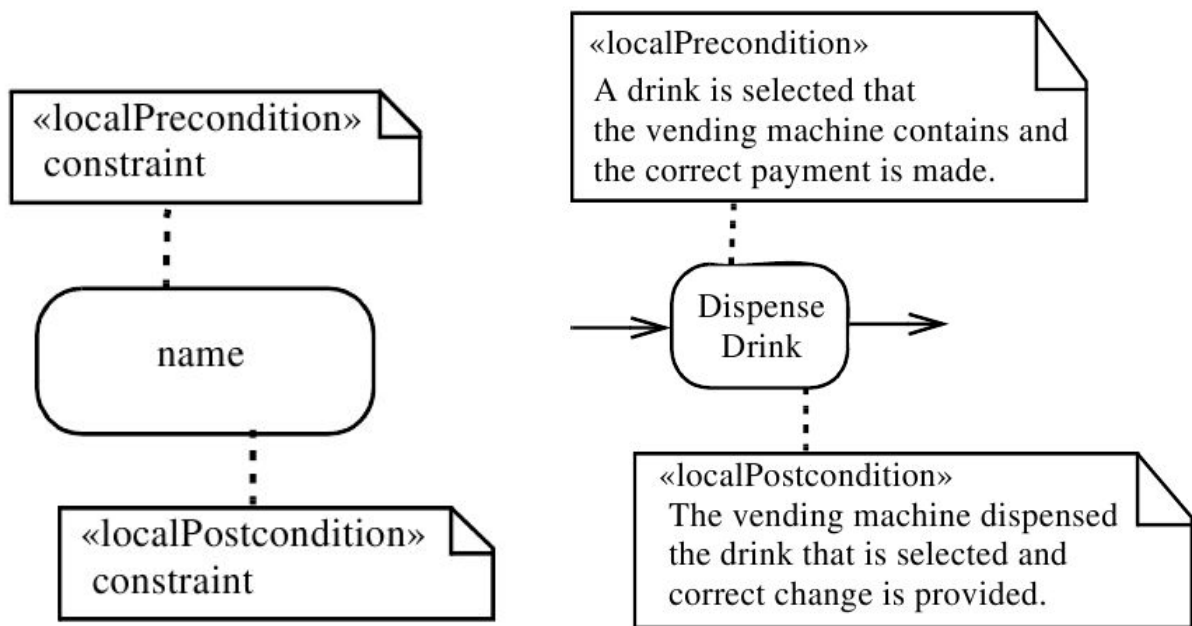 «localPrecondition»
constraint
name
«localPostcondition»
constraint
«localPrecondition»
A drink is selected that
the vending machine contains and
the correct payment is made.
Dispense
Drink
«localPostcondition»
The vending machine dispensed
the drink that is selected and
correct change is provided.